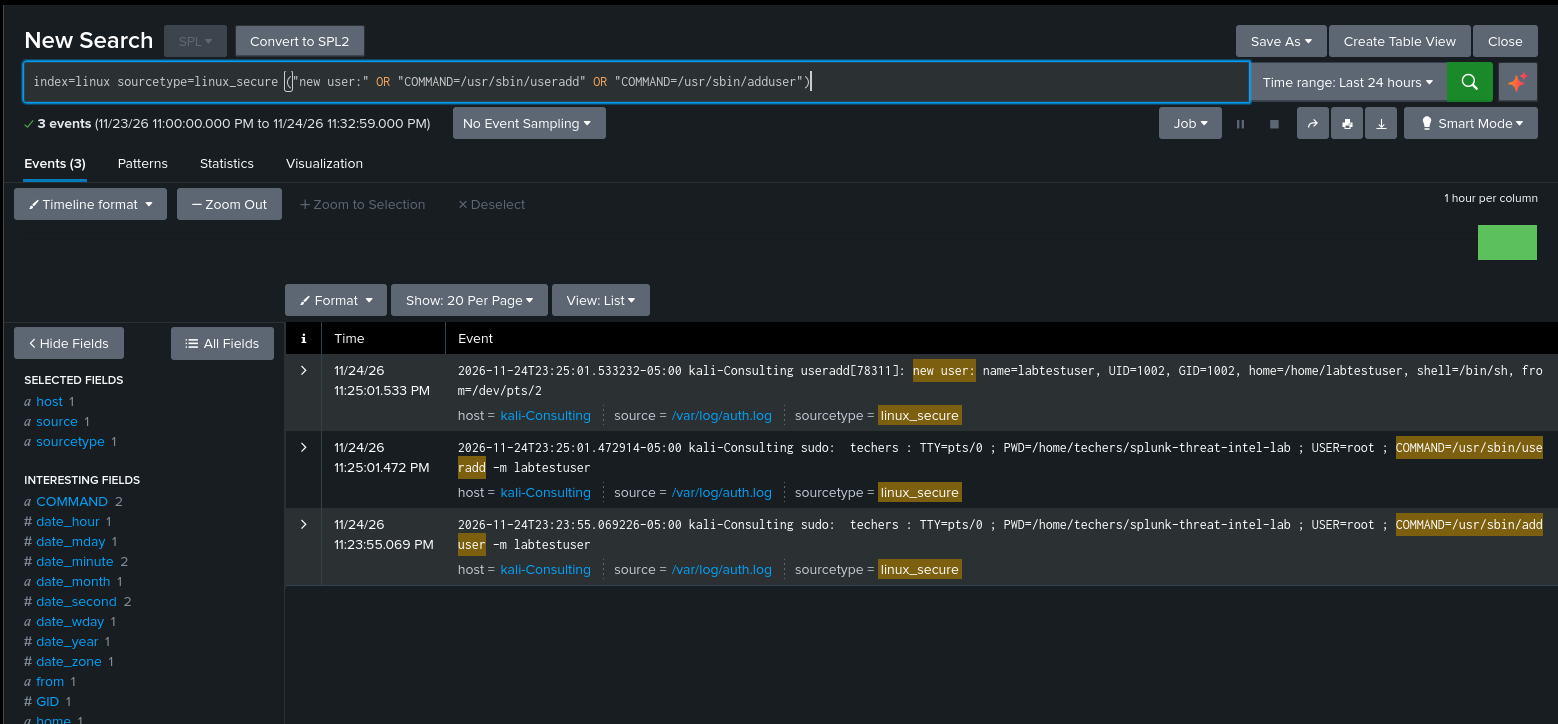 New Search SPL Convert to SPL2 Save As Create Table View Close
index=linux sourcetype=linux_secure ("new user:" OR "COMMAND=/usr/sbin/useradd" OR "COMMAND=/usr/sbin/adduser") Time range: Last 24 hours
3 events (11/23/26 11:00:00.000 PM to 11/24/26 11:32:59.000 PM) No Event Sampling Job Smart Mode
Events (3) Patterns Statistics Visualization
Timeline format Zoom Out + Zoom to Selection × Deselect 1 hour per column
Format Show: 20 Per Page View: List
Hide Fields All Fields
SELECTED FIELDS
a host 1
a source 1
a sourcetype 1
INTERESTING FIELDS
a COMMAND 2
# date_hour 1
# date_mday 1
# date_minute 2
a date_month 1
# date_second 2
a date_wday 1
# date_year 1
# date_zone 1
a from 1
# GID 1
a home 1
i Time Event
11/24/26
11:25:01.533 PM
2026-11-24T23:25:01.533232-05:00 kali-Consulting useradd[78311]: new user: name=labtestuser, UID=1002, GID=1002, home=/home/labtestuser, shell=/bin/sh, fro
m=/dev/pts/2
host = kali-Consulting source = /var/log/auth.log sourcetype = linux_secure
11/24/26
11:25:01.472 PM
2026-11-24T23:25:01.472914-05:00 kali-Consulting sudo:  techers : TTY=pts/0 ; PWD=/home/techers/splunk-threat-intel-lab ; USER=root ; COMMAND=/usr/sbin/use
radd -m labtestuser
host = kali-Consulting source = /var/log/auth.log sourcetype = linux_secure
11/24/26
11:23:55.069 PM
2026-11-24T23:23:55.069226-05:00 kali-Consulting sudo:  techers : TTY=pts/0 ; PWD=/home/techers/splunk-threat-intel-lab ; USER=root ; COMMAND=/usr/sbin/add
user -m labtestuser
host = kali-Consulting source = /var/log/auth.log sourcetype = linux_secure